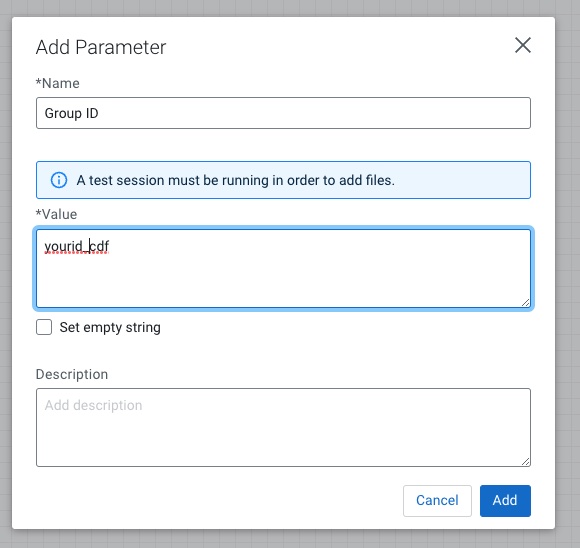 Add Parameter
*Name
Group ID
A test session must be running in order to add files.
*Value
yourid_cdf
Set empty string
Description
Add description
Cancel
Add